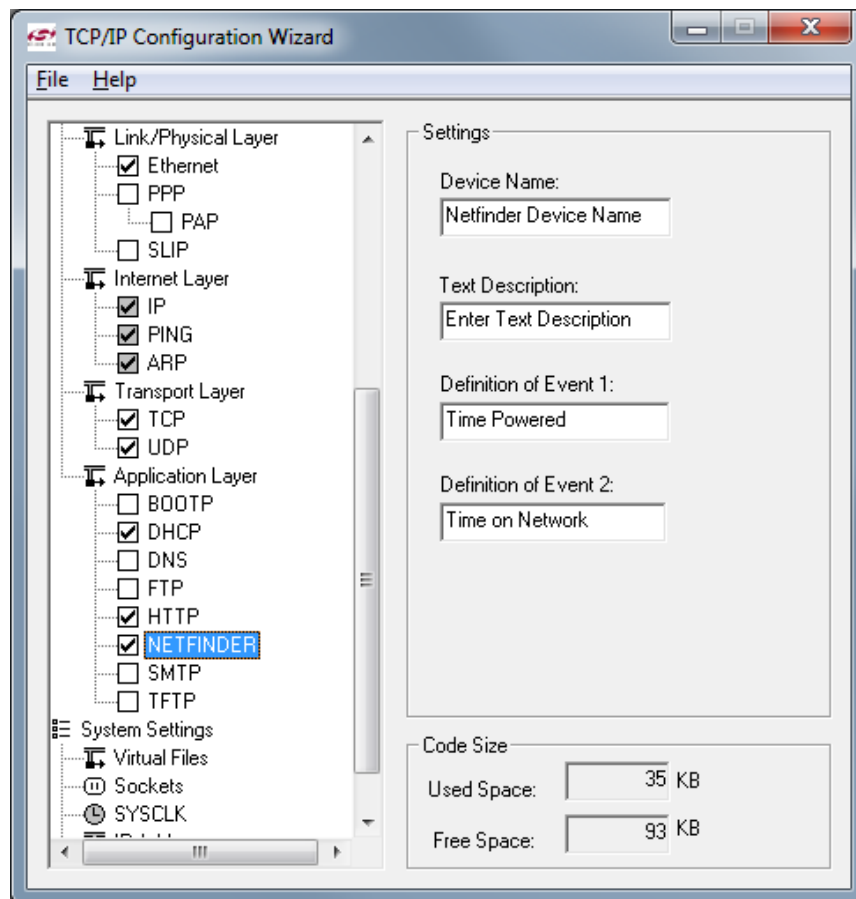 TCP/IP Configuration Wizard
File Help
Link/Physical Layer
Ethernet
PPP
PAP
SLIP
Internet Layer
IP
PING
ARP
Transport Layer
TCP
UDP
Application Layer
BOOTP
DHCP
DNS
FTP
HTTP
NETFINDER
SMTP
TFTP
System Settings
Virtual Files
Sockets
SYSCLK
Settings
Device Name:
Netfinder Device Name
Text Description:
Enter Text Description
Definition of Event 1:
Time Powered
Definition of Event 2:
Time on Network
Code Size
Used Space: 35 KB
Free Space: 93 KB